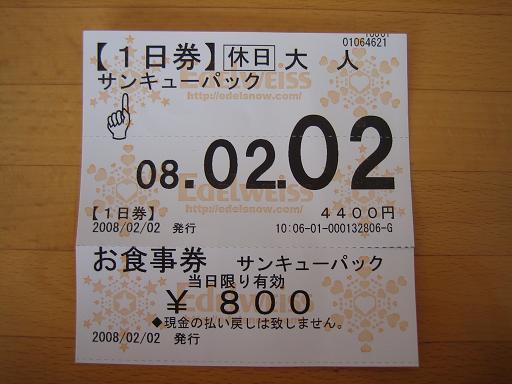 01064621
【１日券】休日 大 人
サンキューパック
Edelweiss
http://edelsnow.com/
08.02.02
Edelweiss
http://edelsnow.com/
【１日券】 ４４００円
2008/02/02 発行 10:06-01-000132806-G
お食事券 サンキューパック
当日限り有効
Edelweiss
￥８００
◆現金の払い戻しは致しません。
2008/02/02 発行